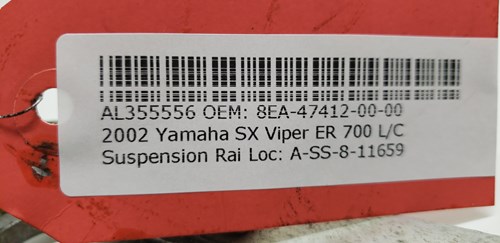 AL355556 OEM: 8EA-47412-00-00
2002 Yamaha SX Viper ER 700 L/C
Suspension Rai Loc: A-SS-8-11659